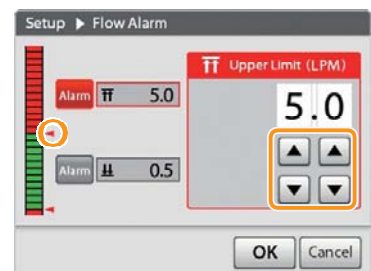 Setup ▶ Flow Alarm
Upper Limit (LPM)
Alarm 5.0
5.0
Alarm 0.5
OK Cancel